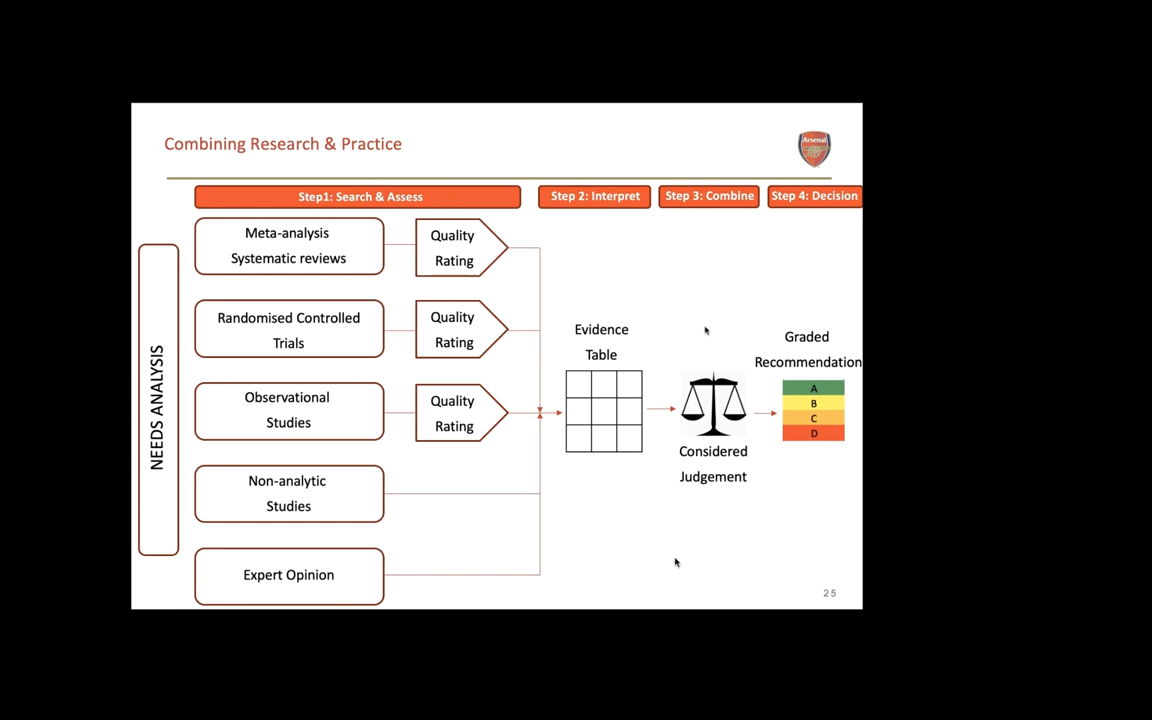 Combining Research & Practice
Arsenal
Step1: Search & Assess
Step 2: Interpret
Step 3: Combine
Step 4: Decision
NEEDS ANALYSIS
Meta-analysis
Systematic reviews
Quality
Rating
Randomised Controlled
Trials
Quality
Rating
Observational
Studies
Quality
Rating
Non-analytic
Studies
Expert Opinion
Evidence
Table
Considered
Judgement
Graded
Recommendation
A
B
C
D
25